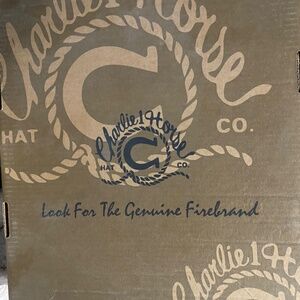 Charlie 1 Horse
HAT CO.
Charlie 1 Horse
HAT CO.
Look For The Genuine Firebrand
Charlie 1 H